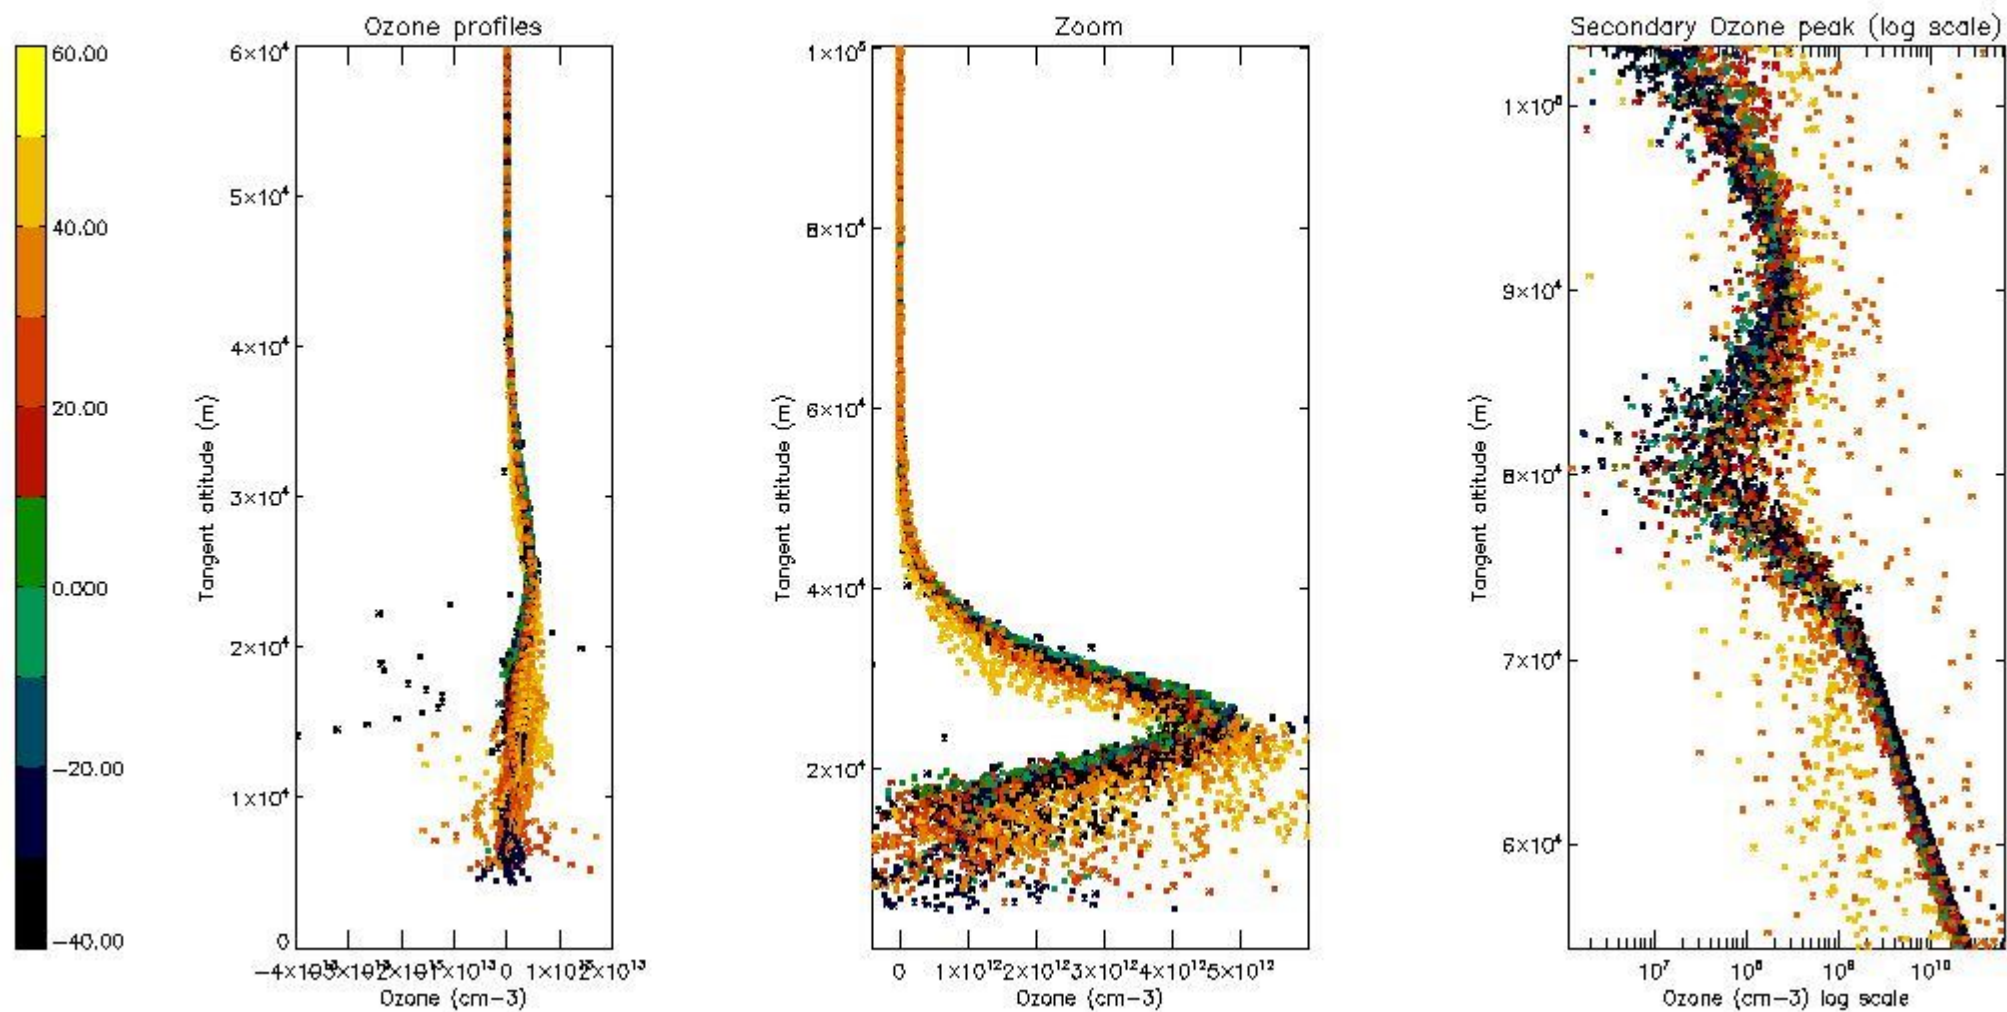 Ozone profiles
Zoom
Secondary Ozone peak (log scale)
60.00
40.00
20.00
0.000
−20.00
−40.00
6×10⁴
5×10⁴
4×10⁴
3×10⁴
2×10⁴
1×10⁴
0
Tangent altitude (m)
0
Ozone (cm−3)
1×10⁵
8×10⁴
6×10⁴
4×10⁴
2×10⁴
Tangent altitude (m)
0 1×10¹² 2×10¹² 3×10¹² 4×10¹² 5×10¹²
Ozone (cm−3)
1×10⁵
9×10⁴
8×10⁴
7×10⁴
6×10⁴
Tangent altitude (m)
10⁷ 10⁸ 10⁹ 10¹⁰
Ozone (cm−3) log scale